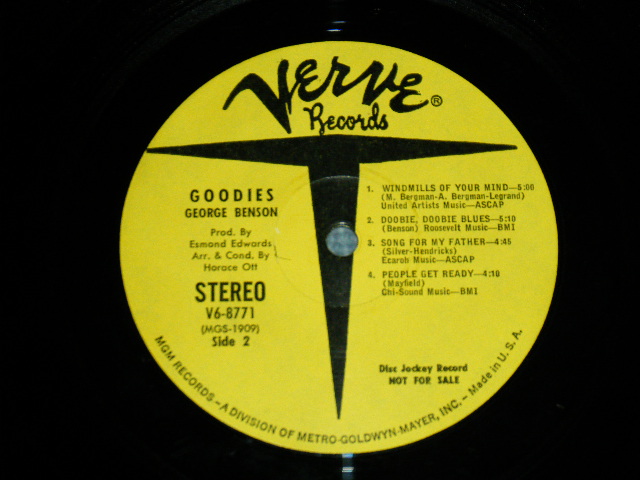 VERVE®
Records
GOODIES
GEORGE BENSON
Prod. By
Esmond Edwards
Arr. & Cond. By
Horace Ott
STEREO
V6-8771
(MGS-1909)
Side 2
1. WINDMILLS OF YOUR MIND—5:00
(M. Bergman-A. Bergman-Legrand)
United Artists Music—ASCAP
2. DOOBIE, DOOBIE BLUES—5:10
(Benson) Roosevelt Music—BMI
3. SONG FOR MY FATHER—4:45
(Silver-Hendricks)
Ecaroh Music—ASCAP
4. PEOPLE GET READY—4:10
(Mayfield)
Chi-Sound Music—BMI
Disc Jockey Record
NOT FOR SALE
MGM RECORDS—A DIVISION OF METRO-GOLDWYN-MAYER, INC.—Made in U. S. A.